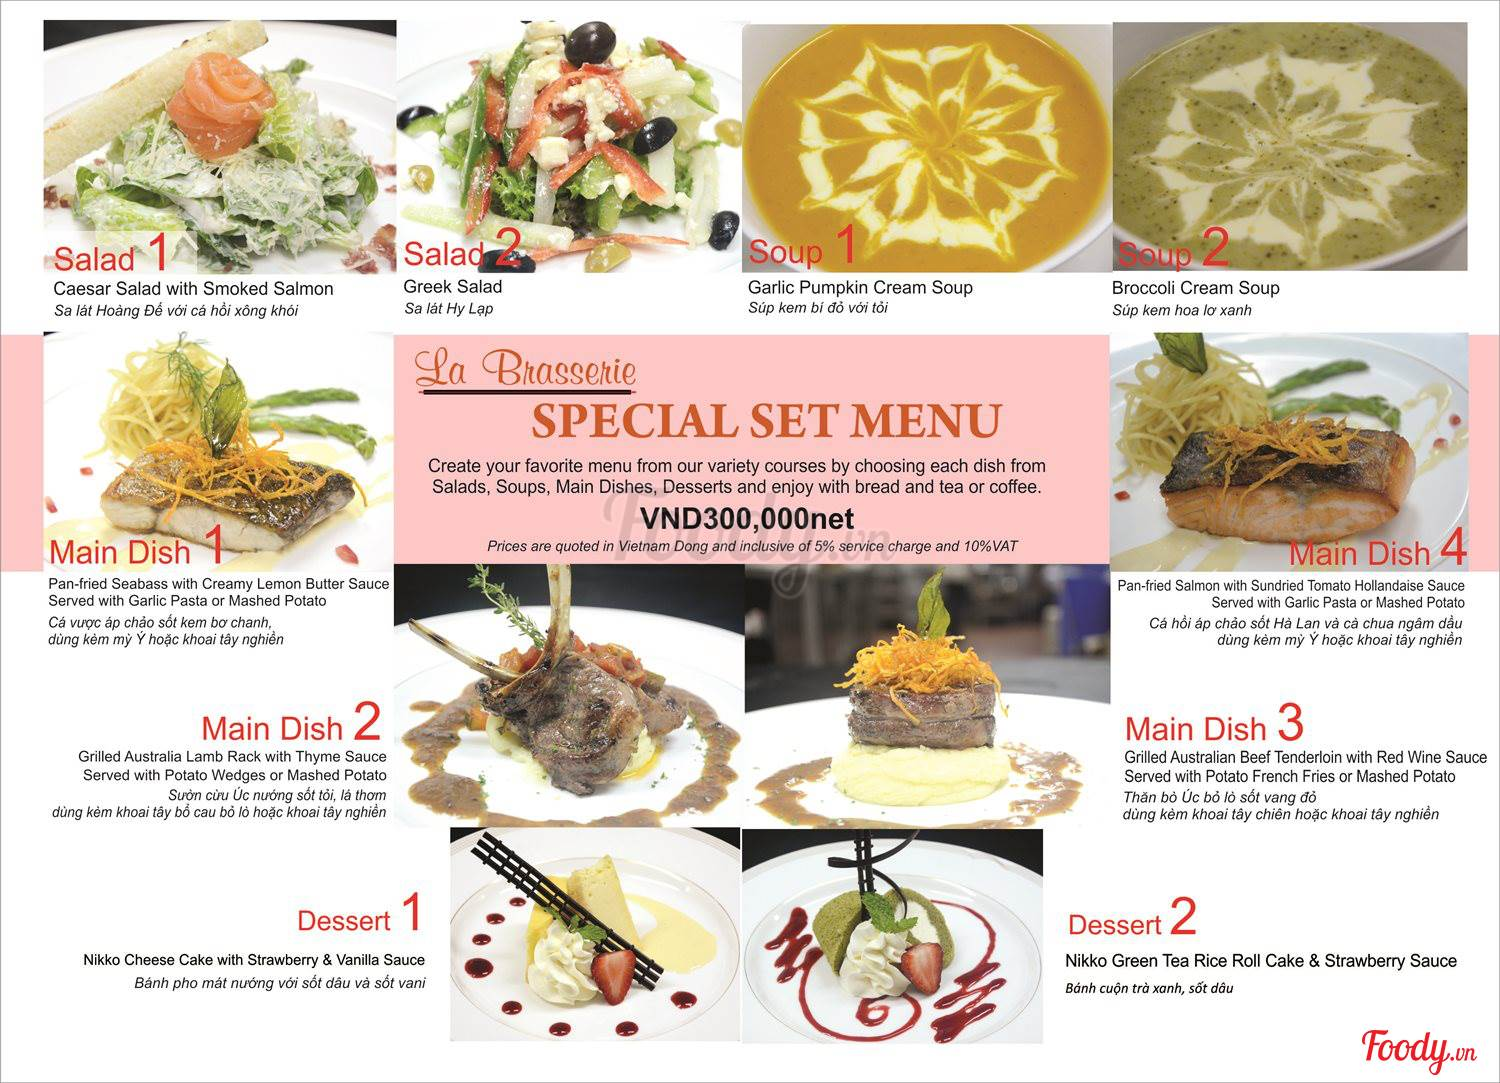 Salad 1
Caesar Salad with Smoked Salmon
Sa lát Hoàng Đế với cá hồi xông khói
Salad 2
Greek Salad
Sa lát Hy Lạp
Soup 1
Garlic Pumpkin Cream Soup
Súp kem bí đỏ với tỏi
Soup 2
Broccoli Cream Soup
Súp kem hoa lơ xanh
La Brasserie
SPECIAL SET MENU
Create your favorite menu from our variety courses by choosing each dish from
Salads, Soups, Main Dishes, Desserts and enjoy with bread and tea or coffee.
VND300,000net
Prices are quoted in Vietnam Dong and inclusive of 5% service charge and 10%VAT
Foody.vn
Main Dish 1
Pan-fried Seabass with Creamy Lemon Butter Sauce
Served with Garlic Pasta or Mashed Potato
Cá vược áp chảo sốt kem bơ chanh,
dùng kèm mỳ Ý hoặc khoai tây nghiền
Main Dish 4
Pan-fried Salmon with Sundried Tomato Hollandaise Sauce
Served with Garlic Pasta or Mashed Potato
Cá hồi áp chảo sốt Hà Lan và cà chua ngâm dầu
dùng kèm mỳ Ý hoặc khoai tây nghiền
Main Dish 2
Grilled Australia Lamb Rack with Thyme Sauce
Served with Potato Wedges or Mashed Potato
Sườn cừu Úc nướng sốt tỏi, lá thơm
dùng kèm khoai tây bổ cau bỏ lò hoặc khoai tây nghiền
Main Dish 3
Grilled Australian Beef Tenderloin with Red Wine Sauce
Served with Potato French Fries or Mashed Potato
Thăn bò Úc bỏ lò sốt vang đỏ
dùng kèm khoai tây chiên hoặc khoai tây nghiền
Dessert 1
Nikko Cheese Cake with Strawberry & Vanilla Sauce
Bánh pho mát nướng với sốt dâu và sốt vani
Dessert 2
Nikko Green Tea Rice Roll Cake & Strawberry Sauce
Bánh cuộn trà xanh, sốt dâu
Foody.vn